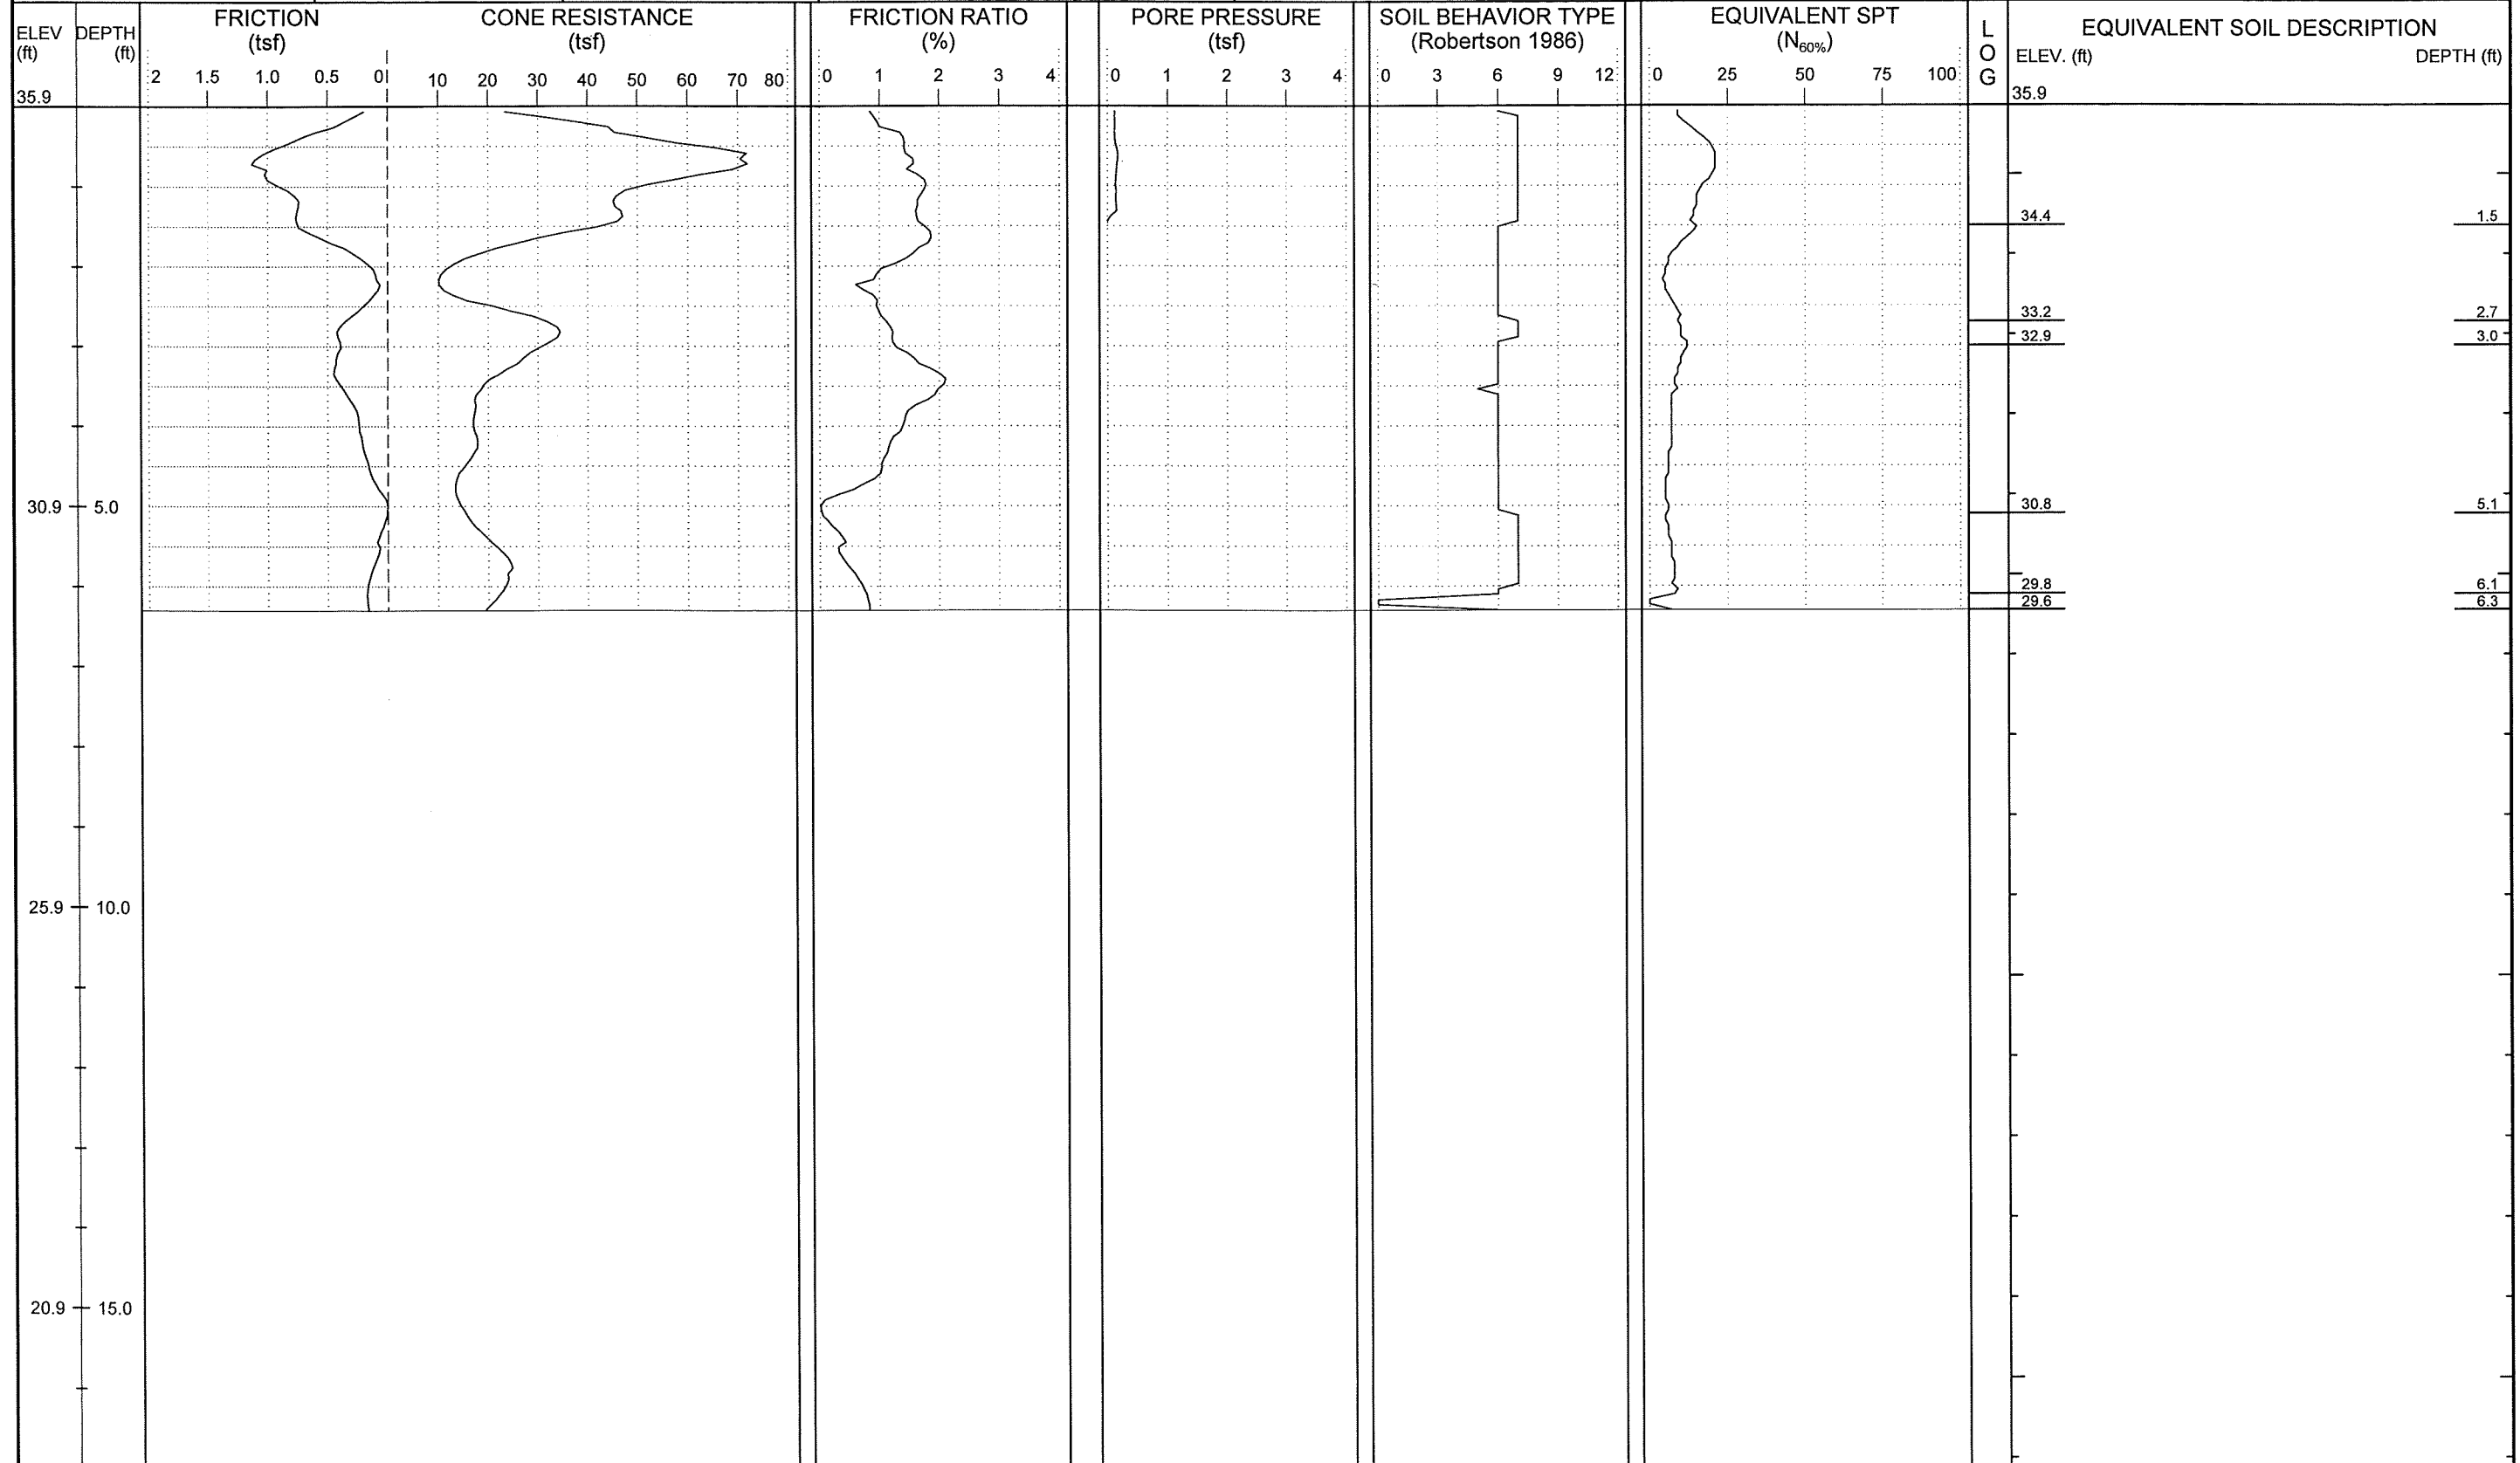 FRICTION CONE RESISTANCE FRICTION RATIO PORE PRESSURE SOIL BEHAVIOR TYPE EQUIVALENT SPT
ELEV DEPTH (tsf) (tsf) (%) (tsf) (Robertson 1986) (N60%) L EQUIVALENT SOIL DESCRIPTION
(ft) (ft) O ELEV. (ft) DEPTH (ft)
2 1.5 1.0 0.5 0 10 20 30 40 50 60 70 80 0 1 2 3 4 0 1 2 3 4 0 3 6 9 12 0 25 50 75 100 G
35.9 35.9
34.4 1.5
33.2 2.7
32.9 3.0
30.9 5.0 30.8 5.1
29.8 6.1
29.6 6.3
25.9 10.0
20.9 15.0